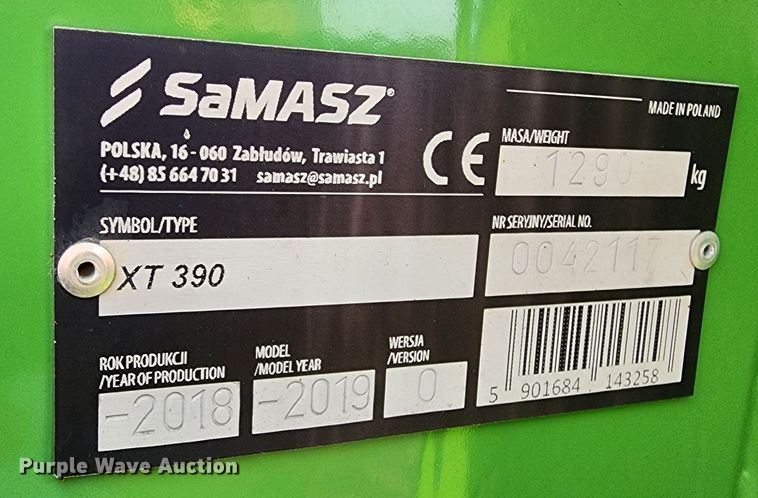 SaMASZ®
POLSKA, 16-060 Zabłudów, Trawiasta 1
(+48) 85 664 70 31 samasz@samasz.pl
CE
MADE IN POLAND
MASA/WEIGHT
1290 kg
SYMBOL/TYPE
XT 390
NR SERYJNY/SERIAL NO.
0042117
ROK PRODUKCJI
/YEAR OF PRODUCTION
-2018
MODEL
/MODEL YEAR
-2019
WERSJA
/VERSION
0
5 901684 143258
Purple Wave Auction